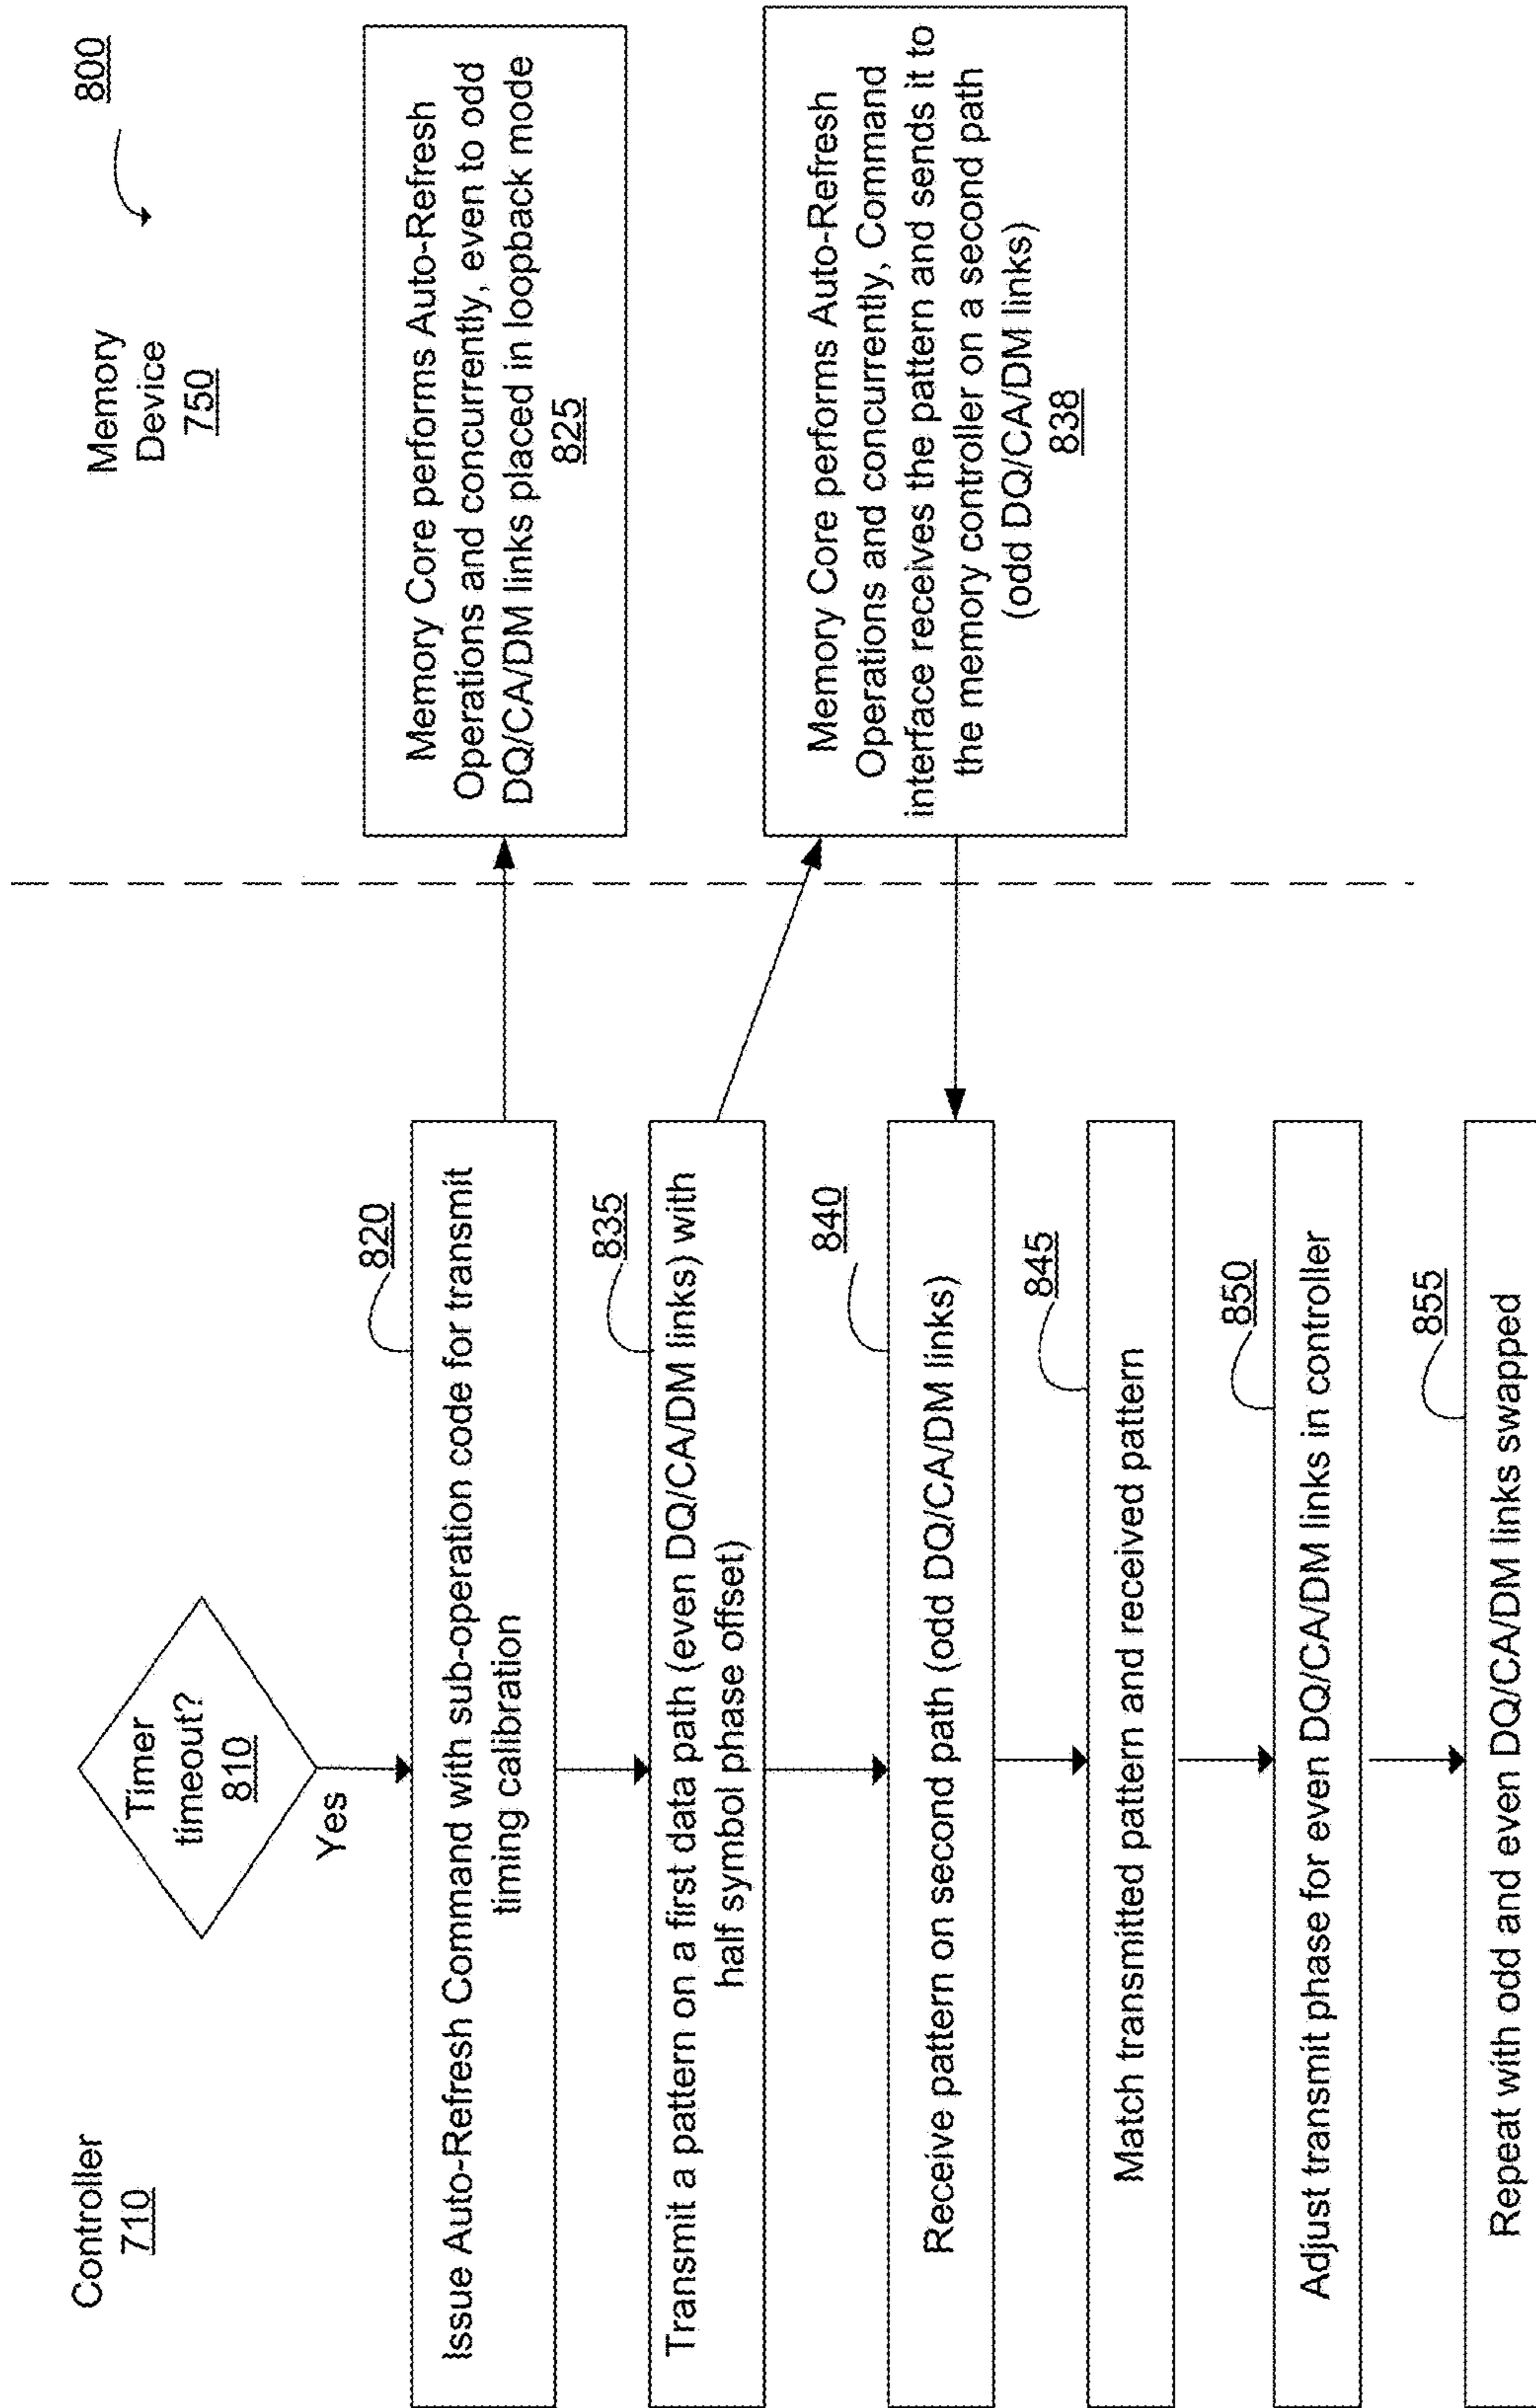 Controller
710
Memory
Device
750
800
Timer
timeout?
810
Yes
820
Issue Auto-Refresh Command with sub-operation code for transmit
timing calibration
Memory Core performs Auto-Refresh
Operations and concurrently, even to odd
DQ/CA/DM links placed in loopback mode
825
835
Transmit a pattern on a first data path (even DQ/CA/DM links) with
half symbol phase offset)
Memory Core performs Auto-Refresh
Operations and concurrently, Command
interface receives the pattern and sends it to
the memory controller on a second path
(odd DQ/CA/DM links)
838
840
Receive pattern on second path (odd DQ/CA/DM links)
845
Match transmitted pattern and received pattern
850
Adjust transmit phase for even DQ/CA/DM links in controller
855
Repeat with odd and even DQ/CA/DM links swapped